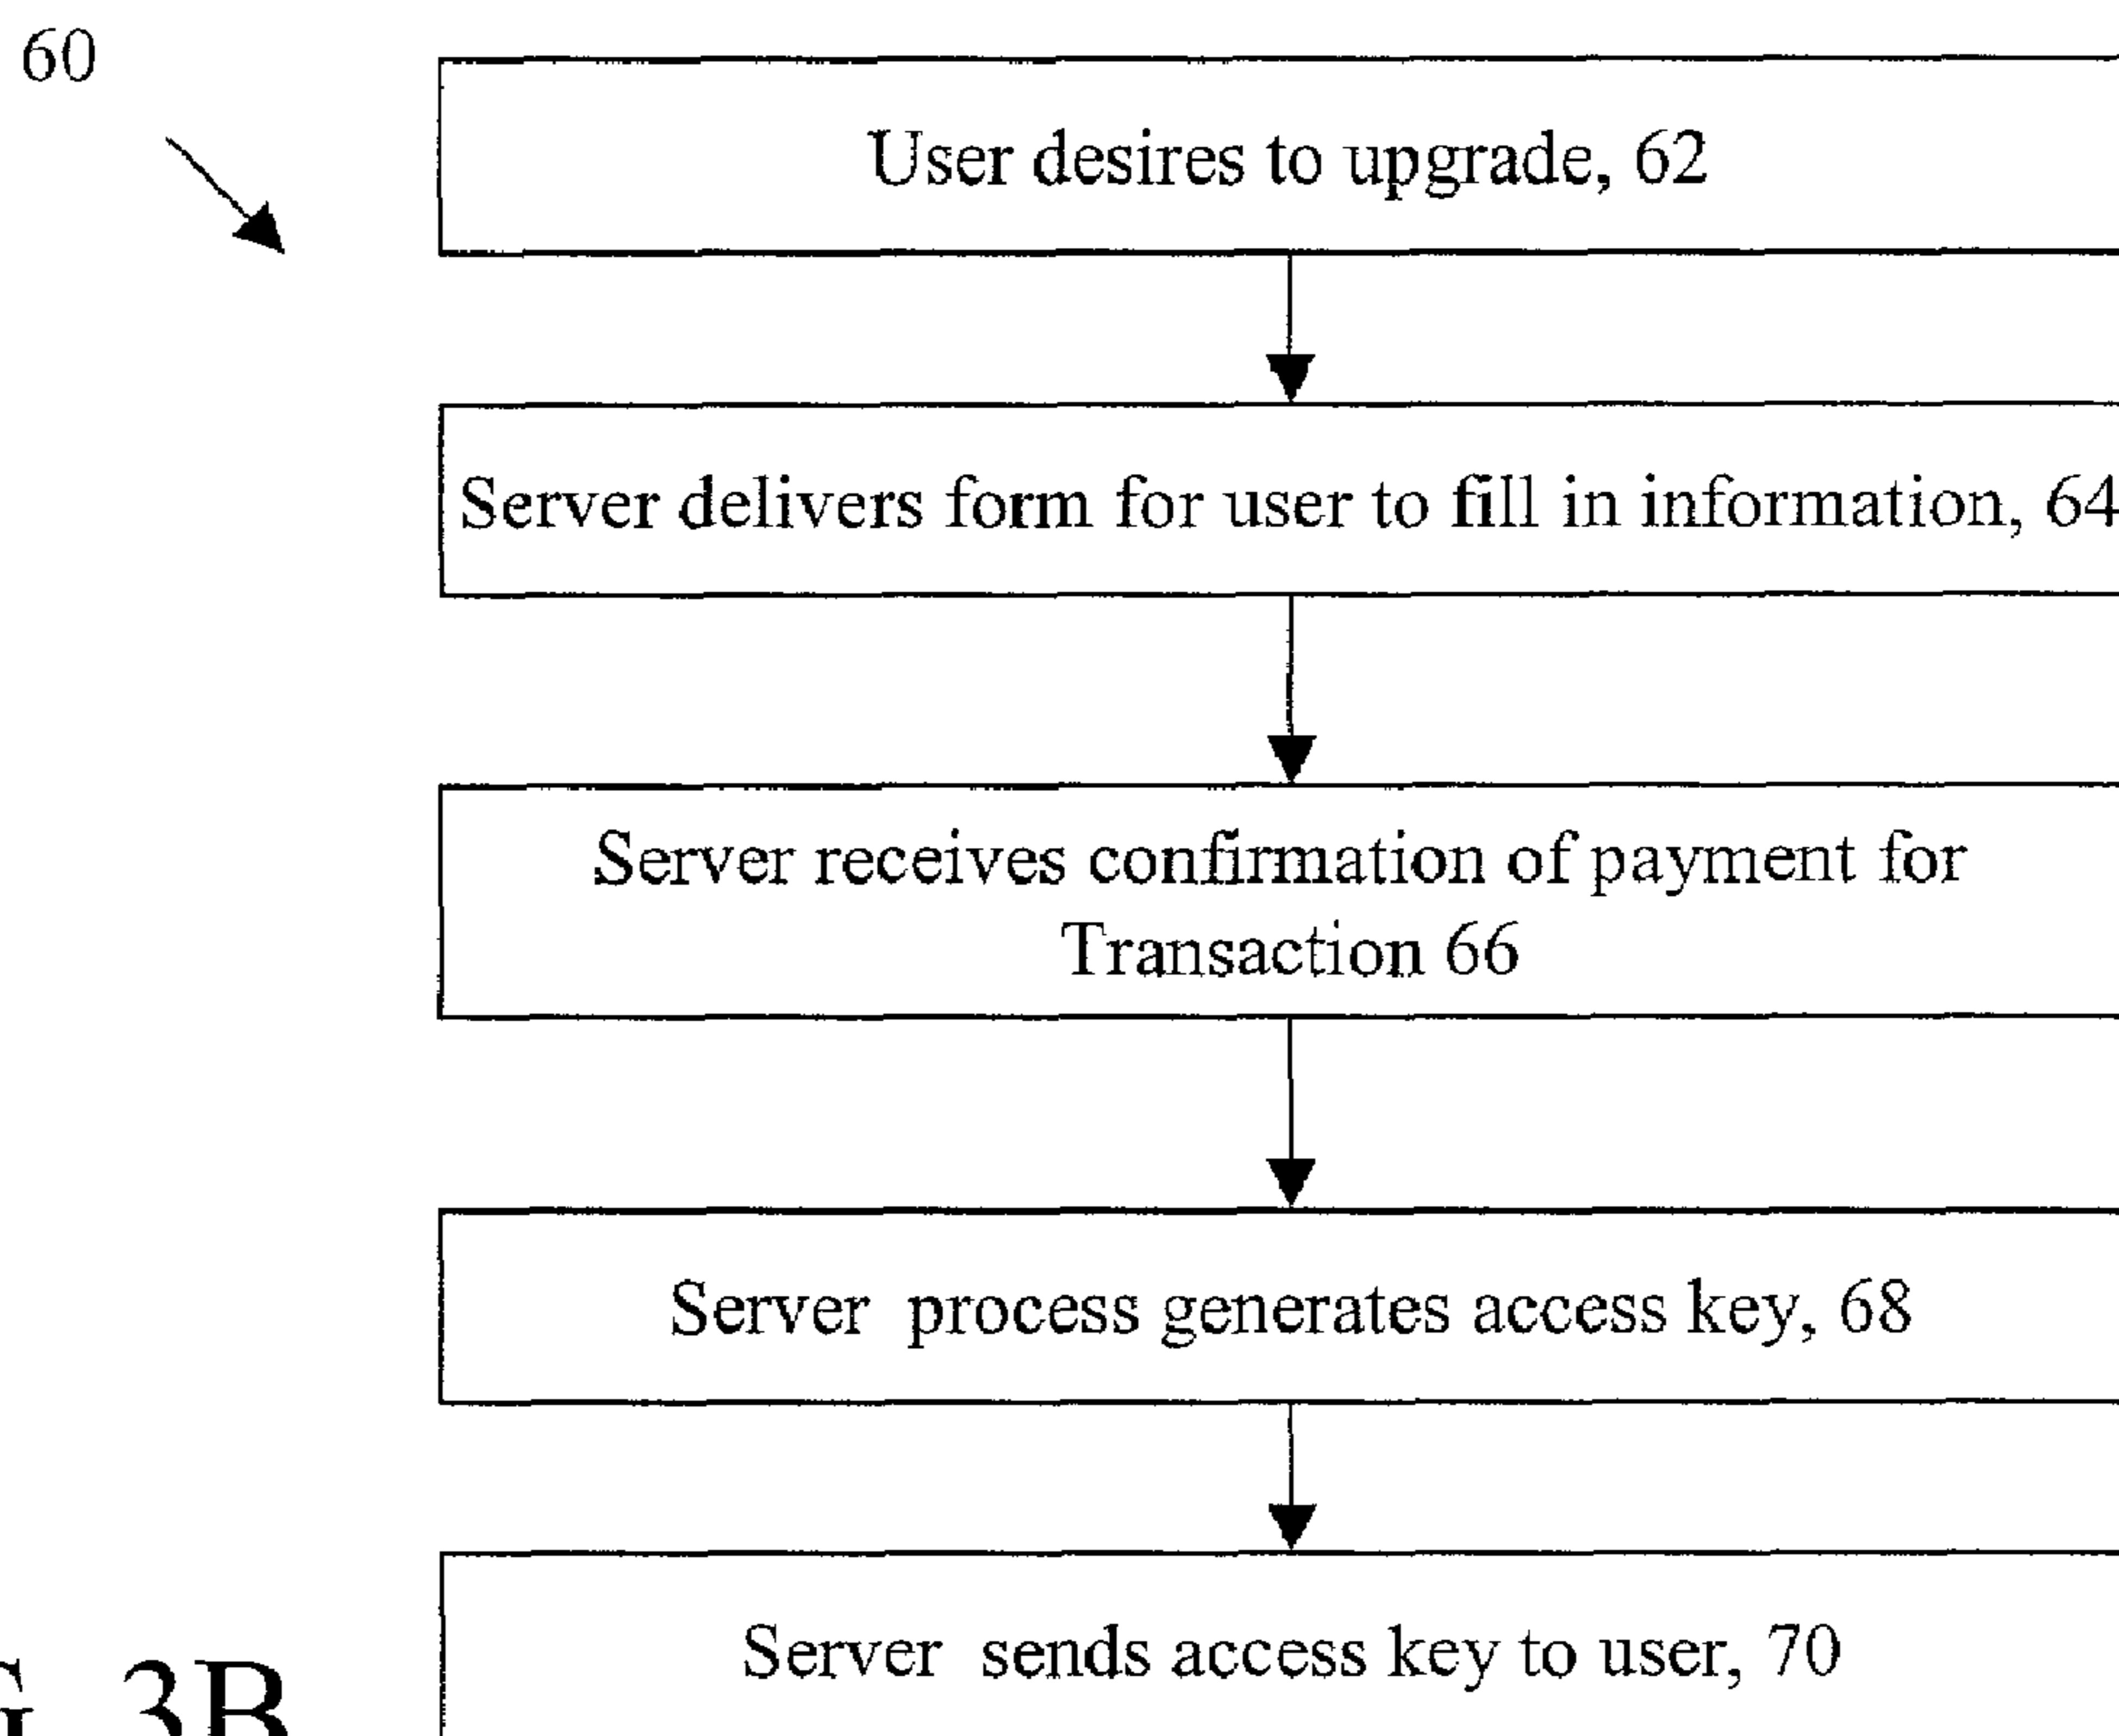 60
User desires to upgrade, 62
Server delivers form for user to fill in information, 64
Server receives confirmation of payment for
Transaction 66
Server process generates access key, 68
Server sends access key to user, 70
3B